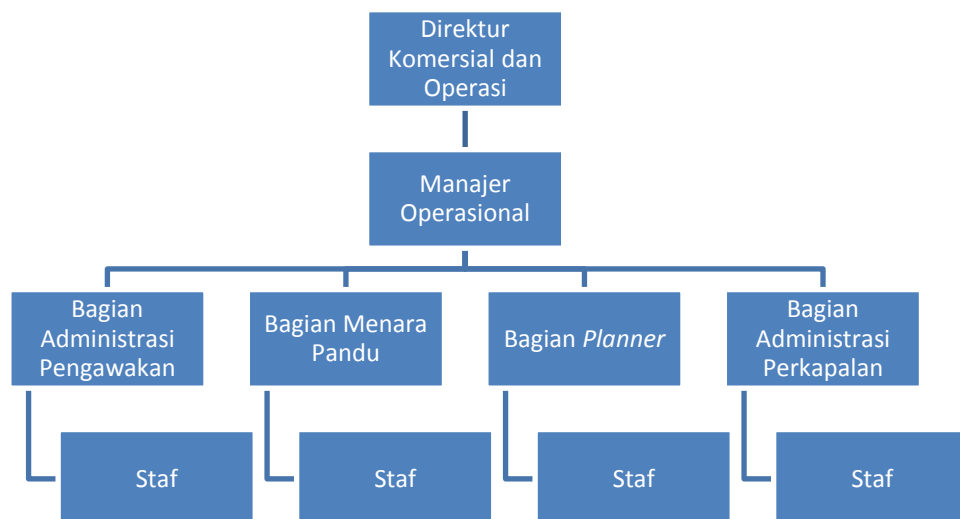 Direktur
Komersial dan
Operasi
Manajer
Operasional
Bagian
Administrasi
Pengawakan
Bagian Menara
Pandu
Bagian Planner
Bagian
Administrasi
Perkapalan
Staf
Staf
Staf
Staf